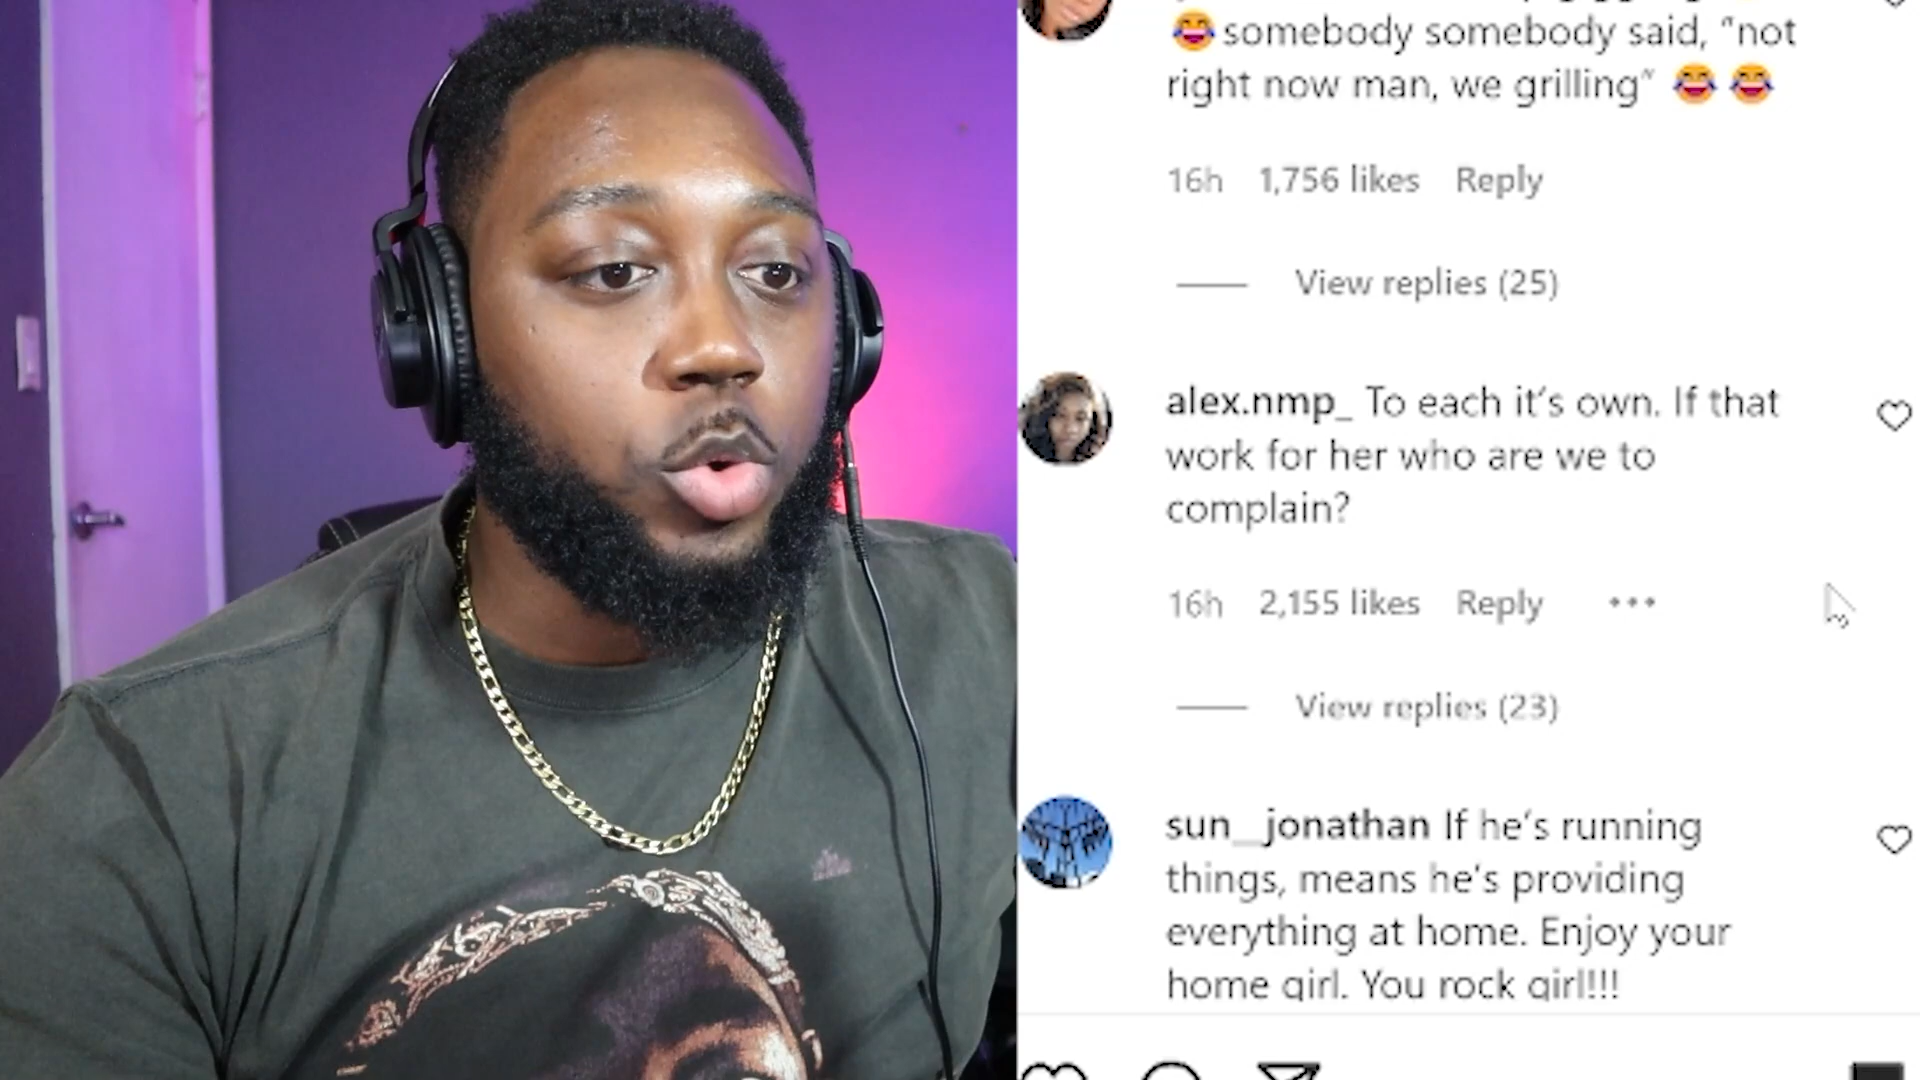 😂somebody somebody said, “not
right now man, we grilling” 😂 😂
16h 1,756 likes Reply
View replies (25)
alex.nmp_ To each it’s own. If that
work for her who are we to
complain?
16h 2,155 likes Reply •••
View replies (23)
sun__jonathan If he’s running
things, means he’s providing
everything at home. Enjoy your
home girl. You rock girl!!!